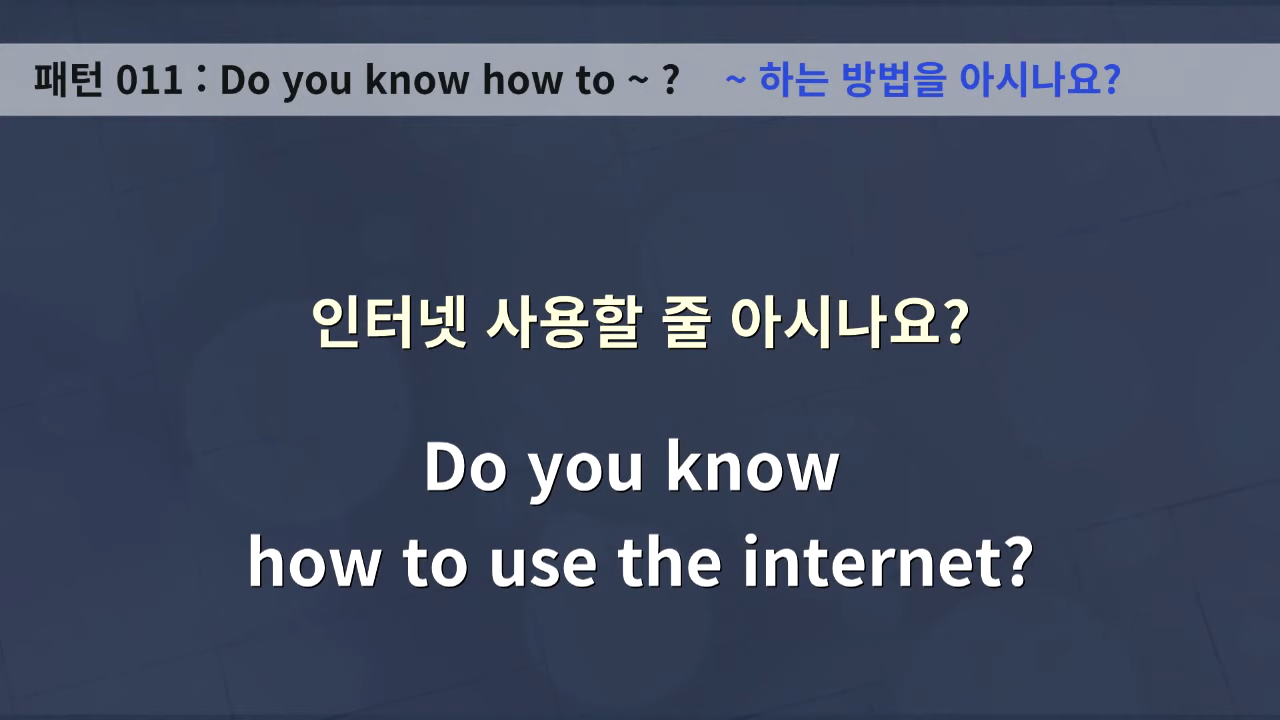 패턴 011 : Do you know how to ~ ? ~ 하는 방법을 아시나요?
인터넷 사용할 줄 아시나요?
Do you know
how to use the internet?